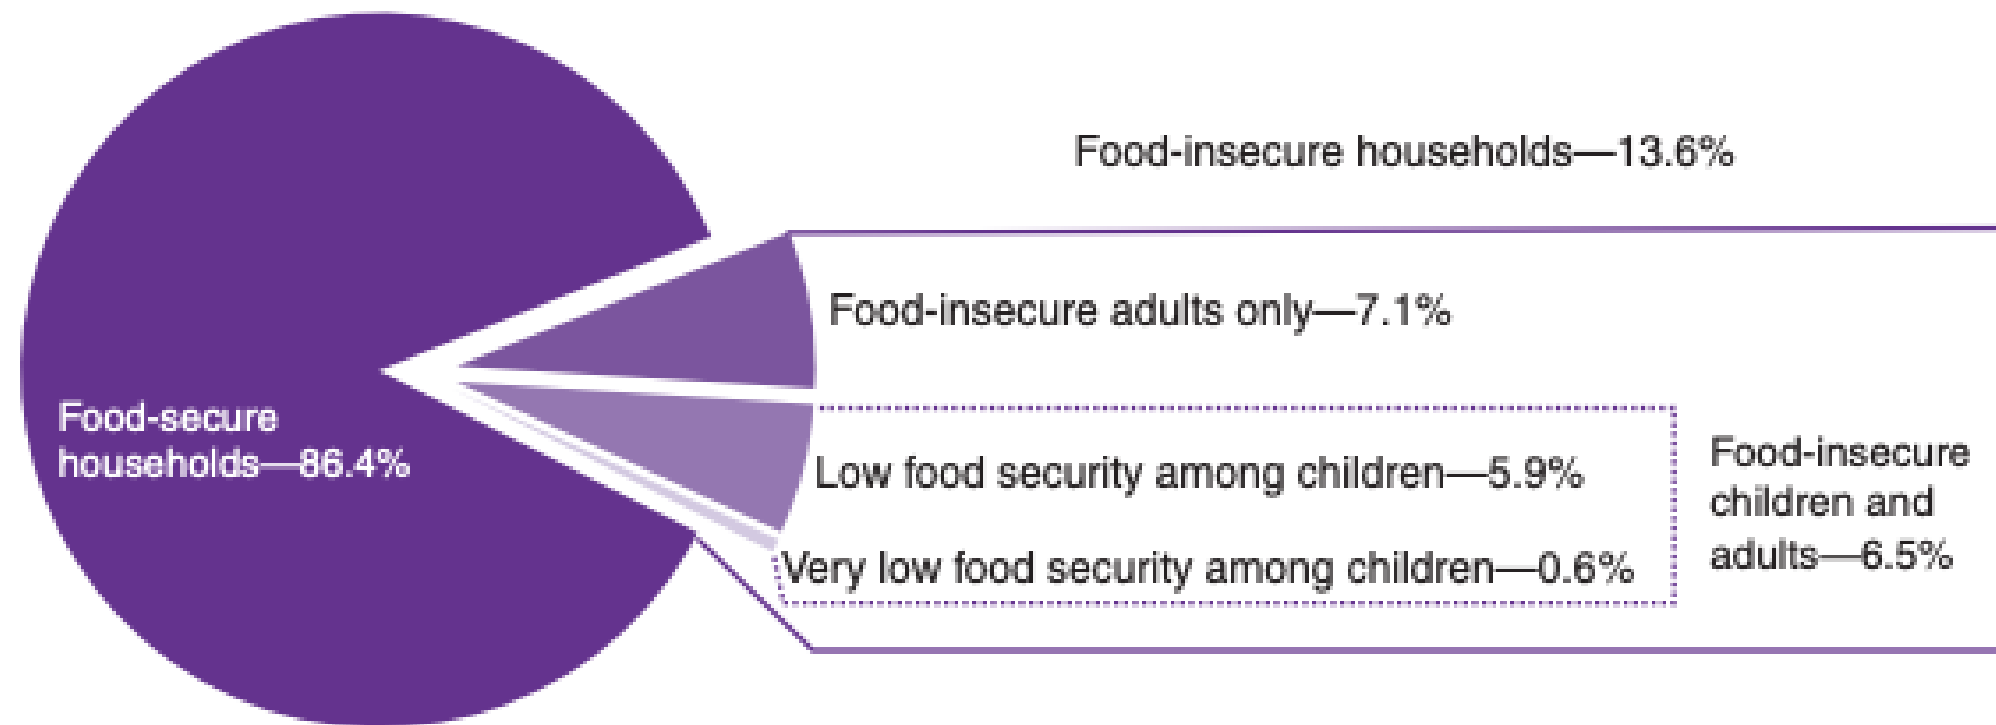 Food-insecure households—13.6%
Food-insecure adults only—7.1%
Food-secure
households—86.4%
Low food security among children—5.9%
Very low food security among children—0.6%
Food-insecure
children and
adults—6.5%